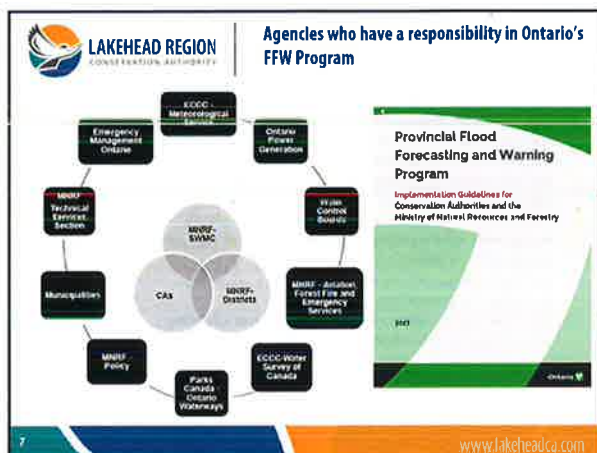 LAKEHEAD REGION
CONSERVATION AUTHORITY
Agencies who have a responsibility in Ontario's
FFW Program
ECCC -
Meteorological
Service
Ontario
Power
Generation
Water
Control
Boards
MNRF - Aviation,
Forest Fire and
Emergency
Services
ECCC-Water
Survey of
Canada
Parks
Canada -
Ontario
Waterways
MNRF -
Policy
Municipalities
MNRF
Technical
Services
Section
Emergency
Management
Ontario
MNRF-
SWMC
CAs
MNRF-
Districts
Provincial Flood
Forecasting and Warning
Program
Implementation Guidelines for
Conservation Authorities and the
Ministry of Natural Resources and Forestry
Ontario
7
www.lakeheadca.com